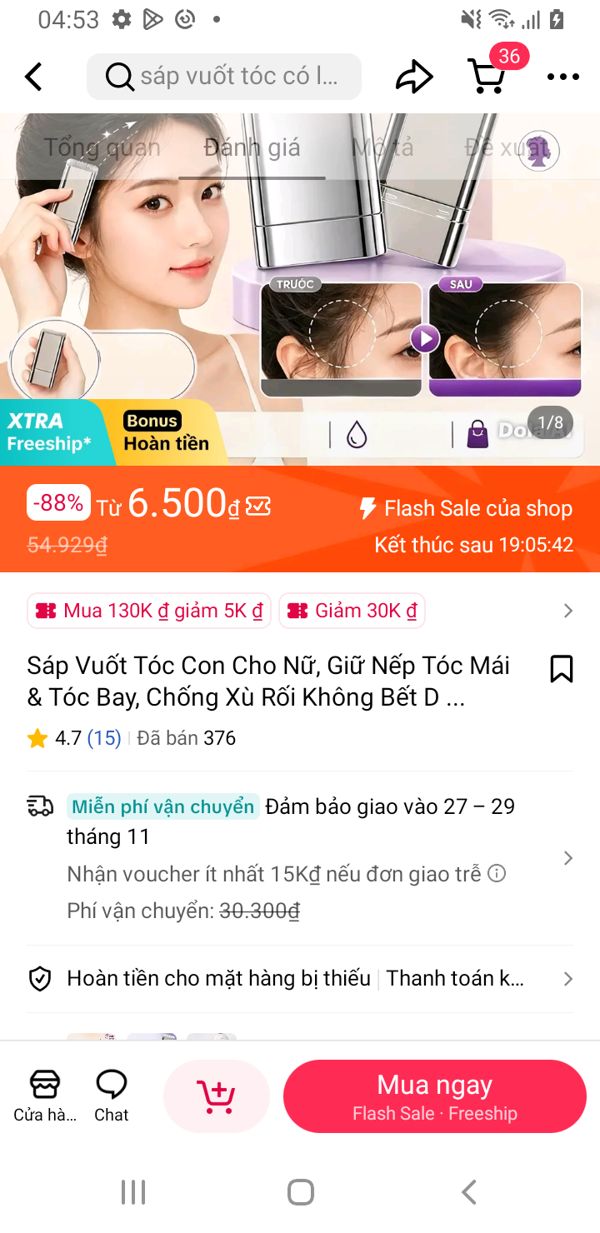 04:53
sáp vuốt tóc có l...
36
Tổng quan Đánh giá Mô tả Đề xuất
TRƯỚC SAU
XTRA
Freeship*
Bonus
Hoàn tiền
1/8
-88% Từ 6.500₫
54.929₫
Flash Sale của shop
Kết thúc sau 19:05:42
Mua 130K ₫ giảm 5K ₫ Giảm 30K ₫
Sáp Vuốt Tóc Con Cho Nữ, Giữ Nếp Tóc Mái
& Tóc Bay, Chống Xù Rối Không Bết D ...
4.7 (15) Đã bán 376
Miễn phí vận chuyển Đảm bảo giao vào 27 – 29
tháng 11
Nhận voucher ít nhất 15K₫ nếu đơn giao trễ
Phí vận chuyển: 30.300₫
Hoàn tiền cho mặt hàng bị thiếu Thanh toán k...
Cửa hà... Chat
Mua ngay
Flash Sale · Freeship